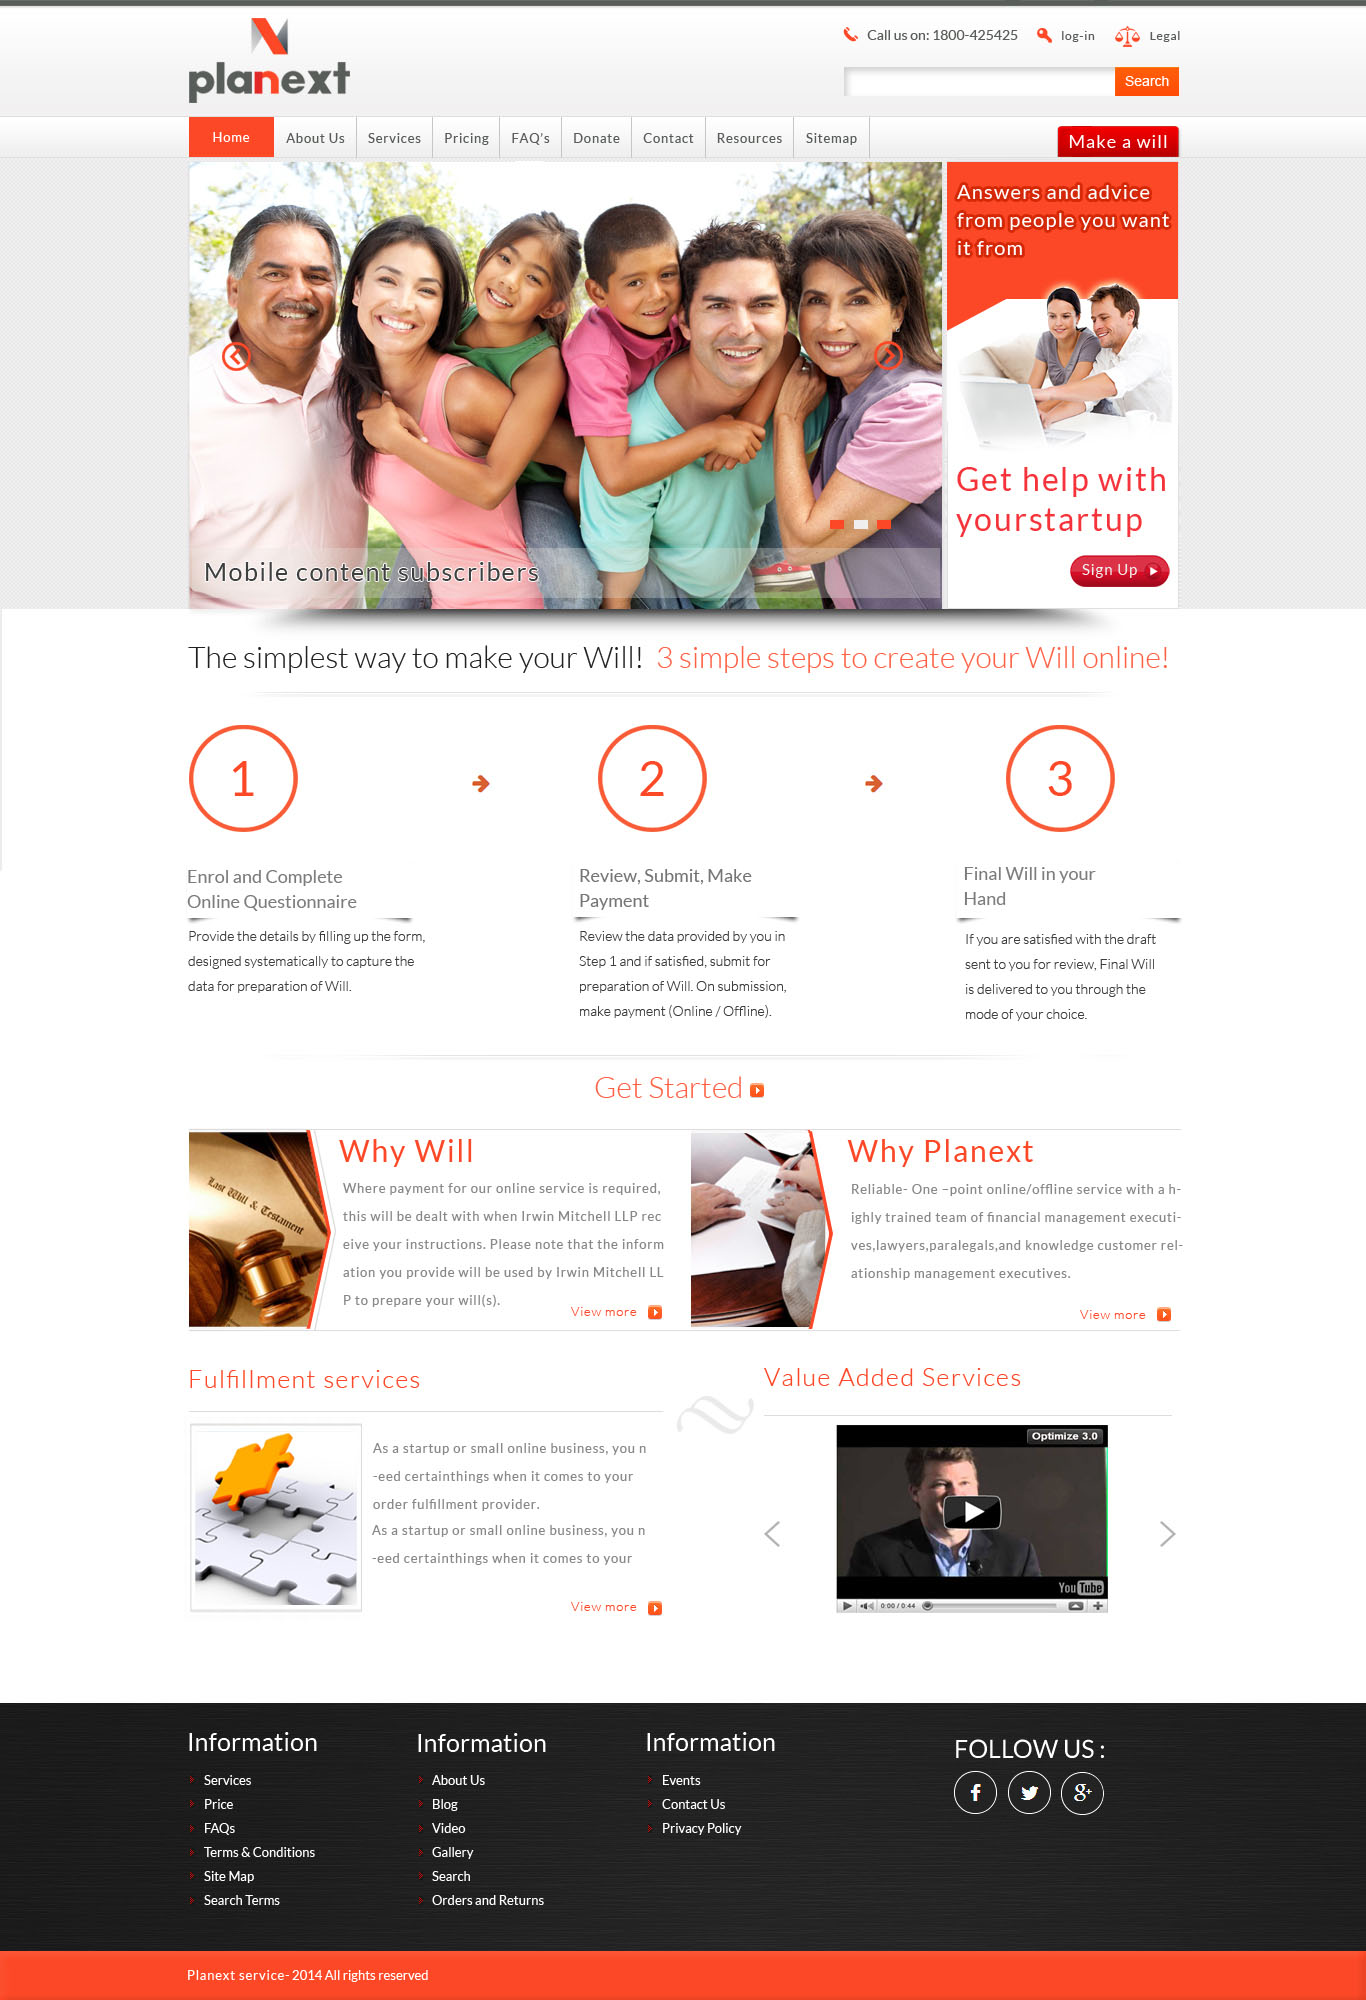 planext
Call us on: 1800-425425
log-in
Legal
Search
Home
About Us
Services
Pricing
FAQ's
Donate
Contact
Resources
Sitemap
Make a will
Answers and advice
from people you want
it from
Get help with
yourstartup
Sign Up
Mobile content subscribers
The simplest way to make your Will! 3 simple steps to create your Will online!
1
2
3
Enrol and Complete
Online Questionnaire
Provide the details by filling up the form,
designed systematically to capture the
data for preparation of Will.
Review, Submit, Make
Payment
Review the data provided by you in
Step 1 and if satisfied, submit for
preparation of Will. On submission,
make payment (Online / Offline).
Final Will in your
Hand
If you are satisfied with the draft
sent to you for review, Final Will
is delivered to you through the
mode of your choice.
Get Started
Last Will & Testament
Why Will
Where payment for our online service is required,
this will be dealt with when Irwin Mitchell LLP rec
eive your instructions. Please note that the inform
ation you provide will be used by Irwin Mitchell LL
P to prepare your will(s).
View more
Why Planext
Reliable- One –point online/offline service with a h-
ighly trained team of financial management executi-
ves,lawyers,paralegals,and knowledge customer rel-
ationship management executives.
View more
Fulfillment services
As a startup or small online business, you n
-eed certainthings when it comes to your
order fulfillment provider.
As a startup or small online business, you n
-eed certainthings when it comes to your
View more
Value Added Services
Optimize 3.0
YouTube
0:00 / 0:44
Information
Services
Price
FAQs
Terms & Conditions
Site Map
Search Terms
Information
About Us
Blog
Video
Gallery
Search
Orders and Returns
Information
Events
Contact Us
Privacy Policy
FOLLOW US :
f
g+
Planext service- 2014 All rights reserved